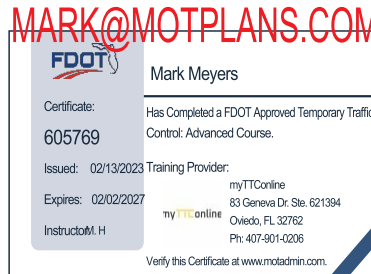 MARK@MOTPLANS.COM
FDOT
Mark Meyers
Certificate:
605769
Has Completed a FDOT Approved Temporary Traffic
Control: Advanced Course.
Issued: 02/13/2023
Expires: 02/02/2027
Instructor: M. H
Training Provider:
myTTConline
myTTConline
83 Geneva Dr. Ste. 621394
Oviedo, FL 32762
Ph: 407-901-0206
Verify this Certificate at www.motadmin.com.